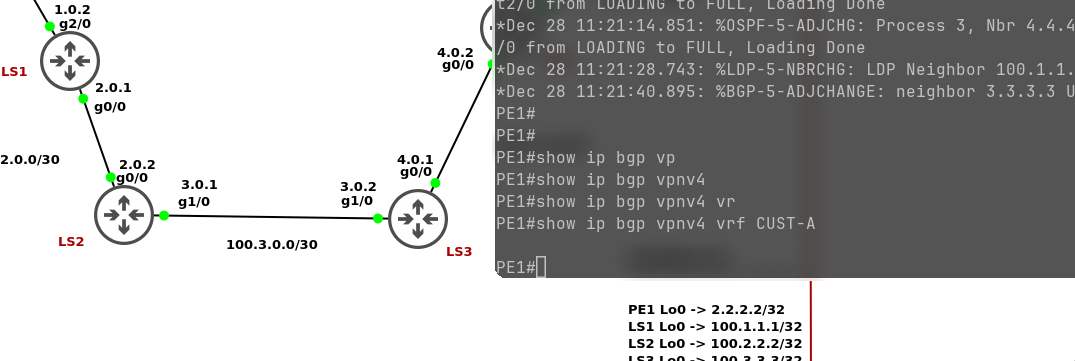 1.0.2
g2/0
LS1
2.0.1
g0/0
2.0.0/30
2.0.2
g0/0
3.0.1
g1/0
LS2
100.3.0.0/30
3.0.2
g1/0
4.0.1
g0/0
LS3
4.0.2
g0/0
t2/0 from LOADING to FULL, Loading Done
*Dec 28 11:21:14.851: %OSPF-5-ADJCHG: Process 3, Nbr 4.4.4
/0 from LOADING to FULL, Loading Done
*Dec 28 11:21:28.743: %LDP-5-NBRCHG: LDP Neighbor 100.1.1.
*Dec 28 11:21:40.895: %BGP-5-ADJCHANGE: neighbor 3.3.3.3 U
PE1#
PE1#
PE1#show ip bgp vp
PE1#show ip bgp vpnv4
PE1#show ip bgp vpnv4 vr
PE1#show ip bgp vpnv4 vrf CUST-A
PE1#
PE1 Lo0 -> 2.2.2.2/32
LS1 Lo0 -> 100.1.1.1/32
LS2 Lo0 -> 100.2.2.2/32
LS3 Lo0 -> 100.3.3.3/32